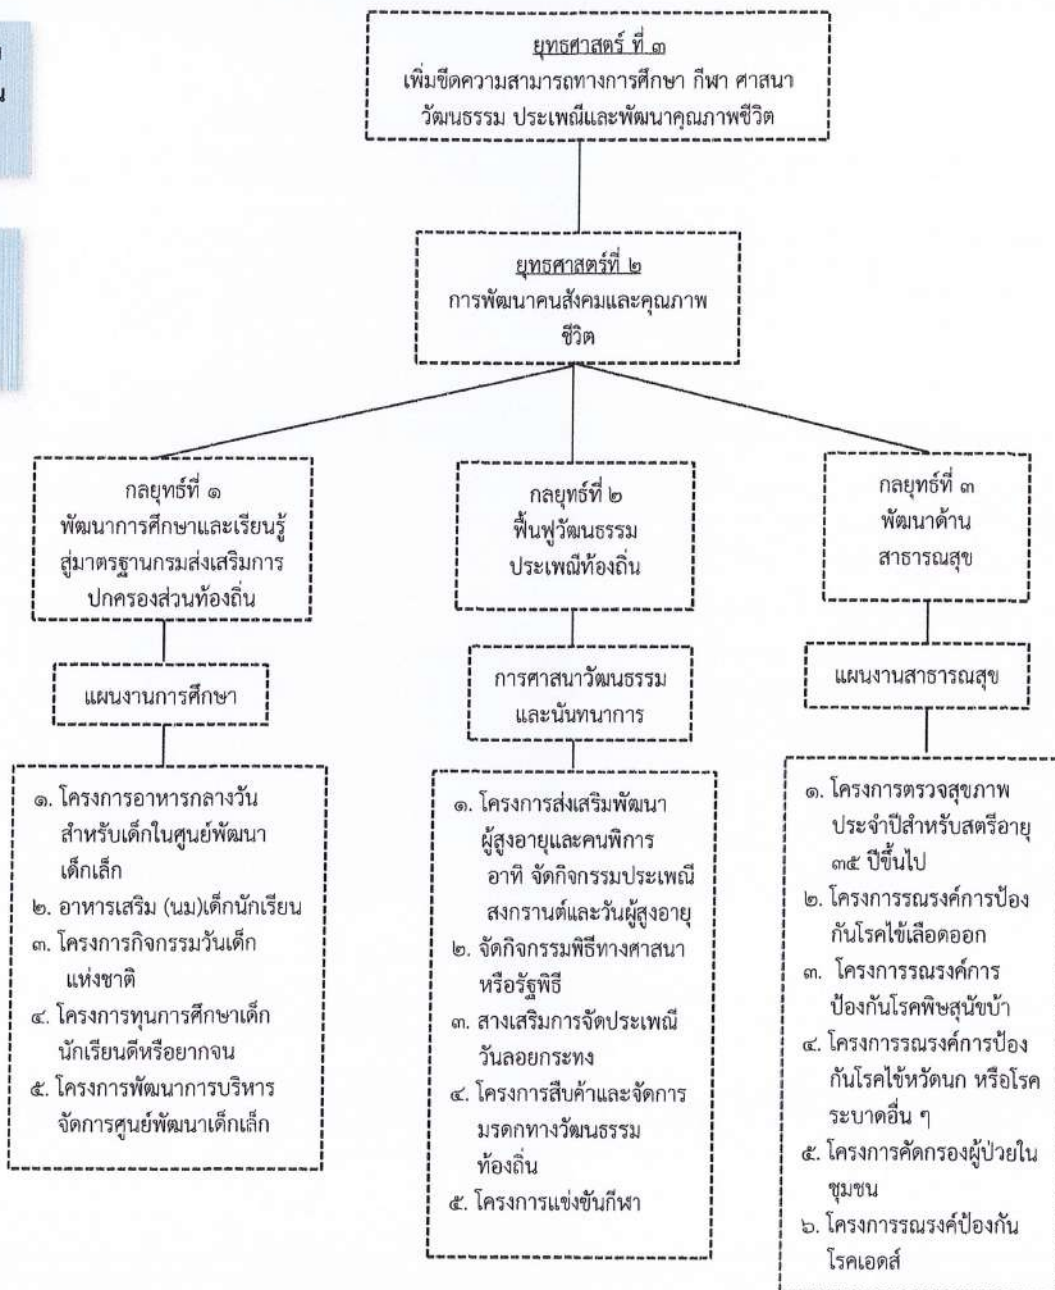 น
ยุทธศาสตร์ ที่ ๓
เพิ่มขีดความสามารถทางการศึกษา กีฬา ศาสนา
วัฒนธรรม ประเพณีและพัฒนาคุณภาพชีวิต
ยุทธศาสตร์ที่ ๒
การพัฒนาคนสังคมและคุณภาพ
ชีวิต
กลยุทธ์ที่ ๑
พัฒนาการศึกษาและเรียนรู้
สู่มาตรฐานกรมส่งเสริมการ
ปกครองส่วนท้องถิ่น
แผนงานการศึกษา
๑. โครงการอาหารกลางวัน
สำหรับเด็กในศูนย์พัฒนา
เด็กเล็ก
๒. อาหารเสริม (นม)เด็กนักเรียน
๓. โครงการกิจกรรมวันเด็ก
แห่งชาติ
๔. โครงการทุนการศึกษาเด็ก
นักเรียนดีหรือยากจน
๕. โครงการพัฒนาการบริหาร
จัดการศูนย์พัฒนาเด็กเล็ก
กลยุทธ์ที่ ๒
ฟื้นฟูวัฒนธรรม
ประเพณีท้องถิ่น
การศาสนาวัฒนธรรม
และนันทนาการ
๑. โครงการส่งเสริมพัฒนา
ผู้สูงอายุและคนพิการ
อาทิ จัดกิจกรรมประเพณี
สงกรานต์และวันผู้สูงอายุ
๒. จัดกิจกรรมพิธีทางศาสนา
หรือรัฐพิธี
๓. สางเสริมการจัดประเพณี
วันลอยกระทง
๔. โครงการสืบค้าและจัดการ
มรดกทางวัฒนธรรม
ท้องถิ่น
๕. โครงการแข่งขันกีฬา
กลยุทธ์ที่ ๓
พัฒนาด้าน
สาธารณสุข
แผนงานสาธารณสุข
๑. โครงการตรวจสุขภาพ
ประจำปีสำหรับสตรีอายุ
๓๕ ปีขึ้นไป
๒. โครงการรณรงค์การป้อง
กันโรคไข้เลือดออก
๓. โครงการรณรงค์การ
ป้องกันโรคพิษสุนัขบ้า
๔. โครงการรณรงค์การป้อง
กันโรคไข้หวัดนก หรือโรค
ระบาดอื่น ๆ
๕. โครงการคัดกรองผู้ป่วยใน
ชุมชน
๖. โครงการรณรงค์ป้องกัน
โรคเอดส์